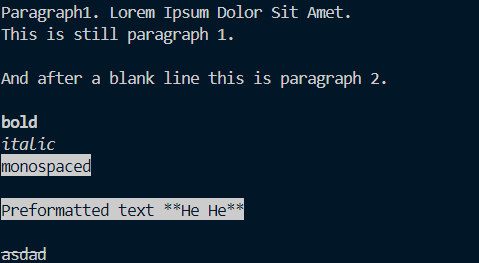 Paragraph1. Lorem Ipsum Dolor Sit Amet.
This is still paragraph 1.

And after a blank line this is paragraph 2.

bold
italic
monospaced

Preformatted text **He He**

asdad